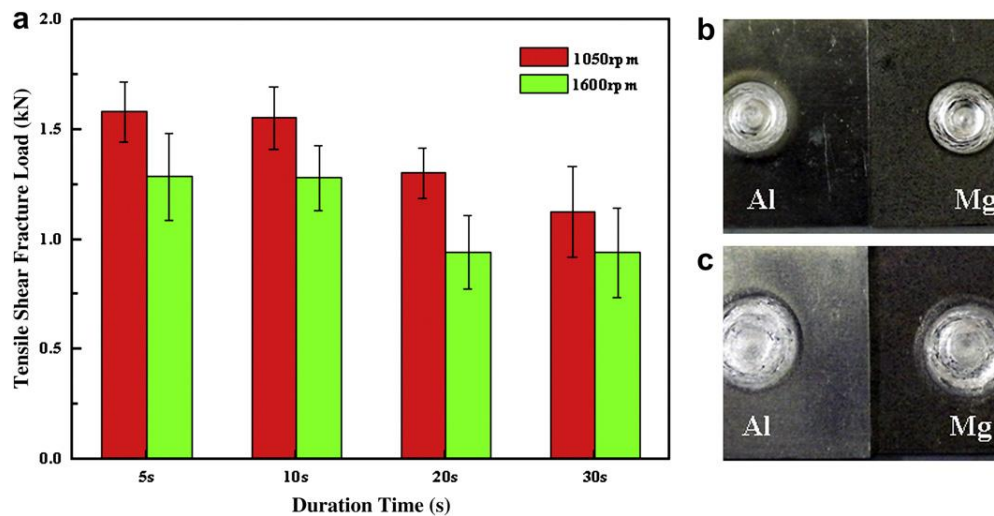 a
2.0
1.5
1.0
0.5
0.0
Tensile Shear Fracture Load (kN)
1050rpm
1600rpm
5s
10s
20s
30s
Duration Time (s)
b
Al
Mg
c
Al
Mg